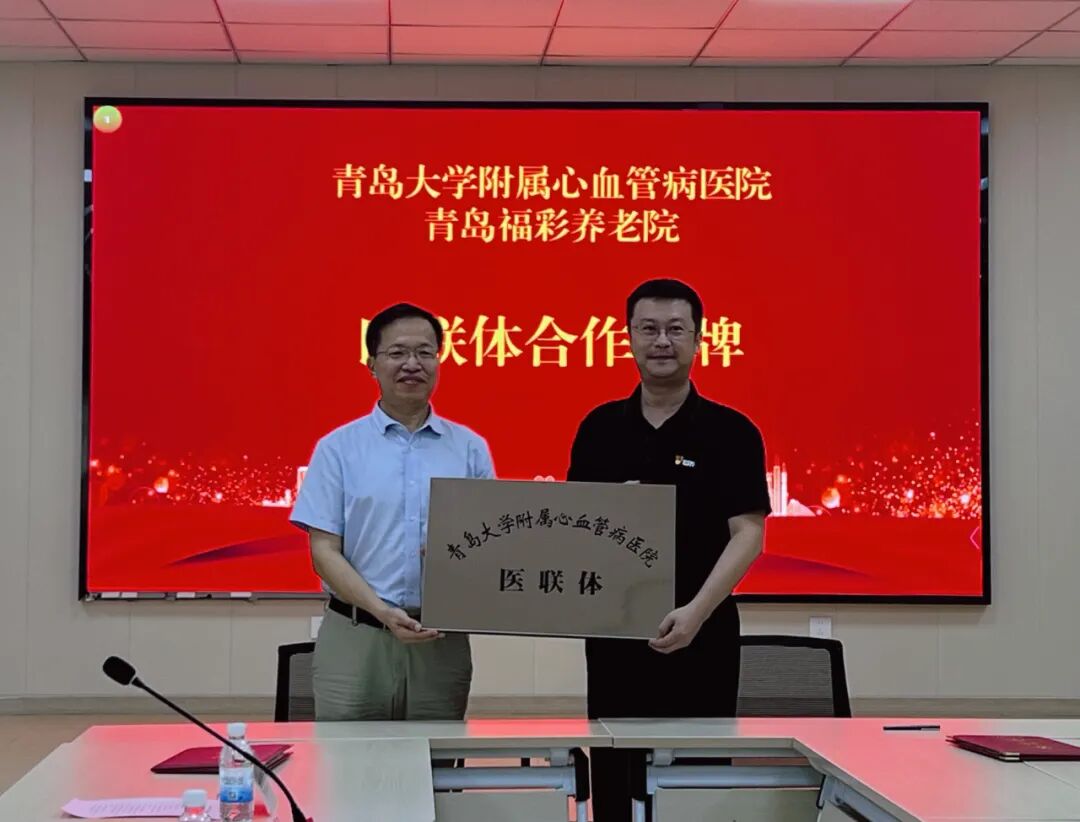 青岛大学附属心血管病医院
青岛福彩养老院
联体合作
牌
青岛大学附属心血管病医院
医联体